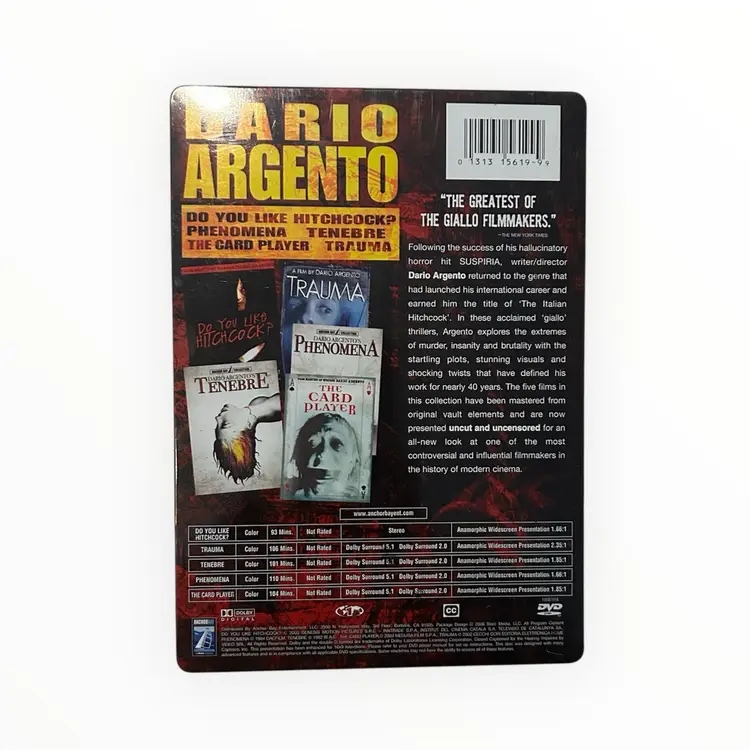 DARIO
ARGENTO
DO YOU LIKE HITCHCOCK?
PHENOMENA TENEBRE
THE CARD PLAYER TRAUMA
0 1313 15619-9 9
"THE GREATEST OF
THE GIALLO FILMMAKERS."
—THE NEW YORK TIMES
Following the success of his hallucinatory
horror hit SUSPIRIA, writer/director
Dario Argento returned to the genre that
had launched his international career and
earned him the title of 'The Italian
Hitchcock'. In these acclaimed 'giallo'
thrillers, Argento explores the extremes
of murder, insanity and brutality with the
startling plots, stunning visuals and
shocking twists that have defined his
work for nearly 40 years. The five films in
this collection have been mastered from
original vault elements and are now
presented uncut and uncensored for an
all-new look at one of the most
controversial and influential filmmakers in
the history of modern cinema.
A FILM BY DARIO ARGENTO
TRAUMA
DO YOU LIKE
HITCHCOCK?
DARIO ARGENTO'S
PHENOMENA
DARIO ARGENTO'S
TENEBRE
THE
CARD
PLAYER
www.anchorbayent.com
DO YOU LIKE HITCHCOCK? Color 93 Mins. Not Rated Stereo Anamorphic Widescreen Presentation 1.66:1
TRAUMA Color 106 Mins. Not Rated Dolby Surround 5.1 Dolby Surround 2.0 Anamorphic Widescreen Presentation 2.35:1
TENEBRE Color 101 Mins. Not Rated Dolby Surround 5.1 Dolby Surround 2.0 Anamorphic Widescreen Presentation 1.85:1
PHENOMENA Color 110 Mins. Not Rated Dolby Surround 5.1 Dolby Surround 2.0 Anamorphic Widescreen Presentation 1.66:1
THE CARD PLAYER Color 104 Mins. Not Rated Dolby Surround 5.1 Dolby Surround 2.0 Anamorphic Widescreen Presentation 1.85:1
DOLBY
DIGITAL
CC
DVD